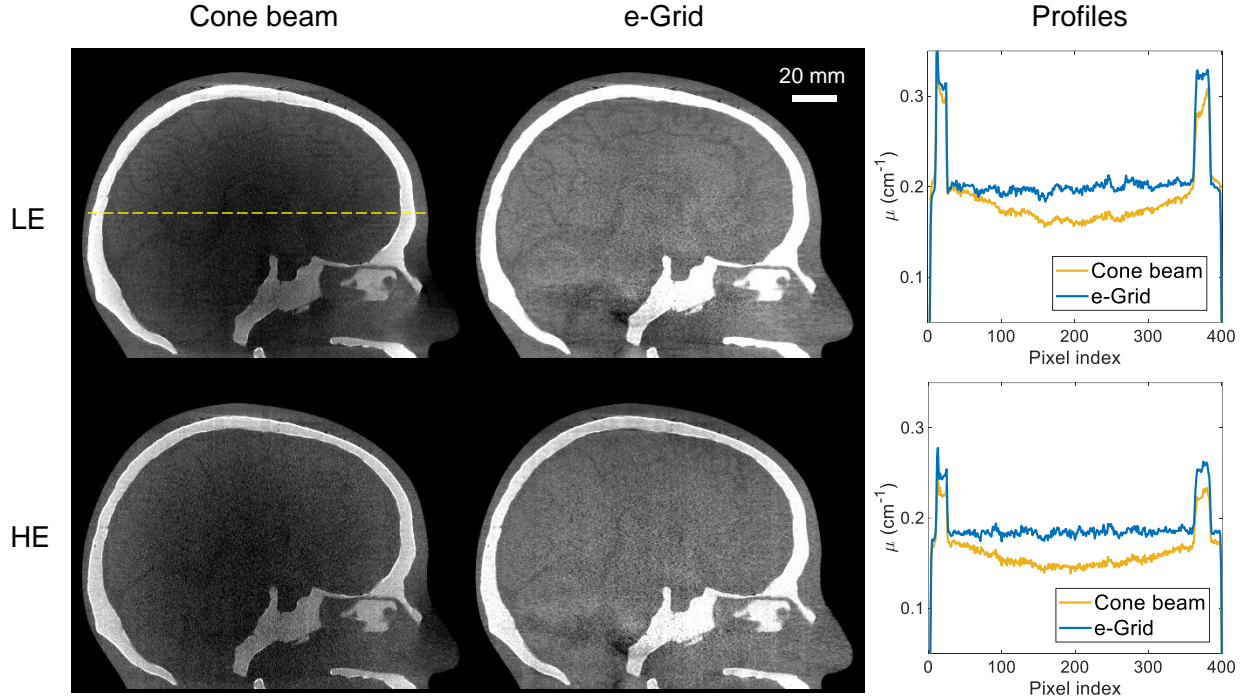 Cone beam
e-Grid
Profiles
20 mm
LE
0.3
0.2
0.1
μ (cm⁻¹)
Cone beam
e-Grid
0 100 200 300 400
Pixel index
HE
0.3
0.2
0.1
μ (cm⁻¹)
Cone beam
e-Grid
0 100 200 300 400
Pixel index